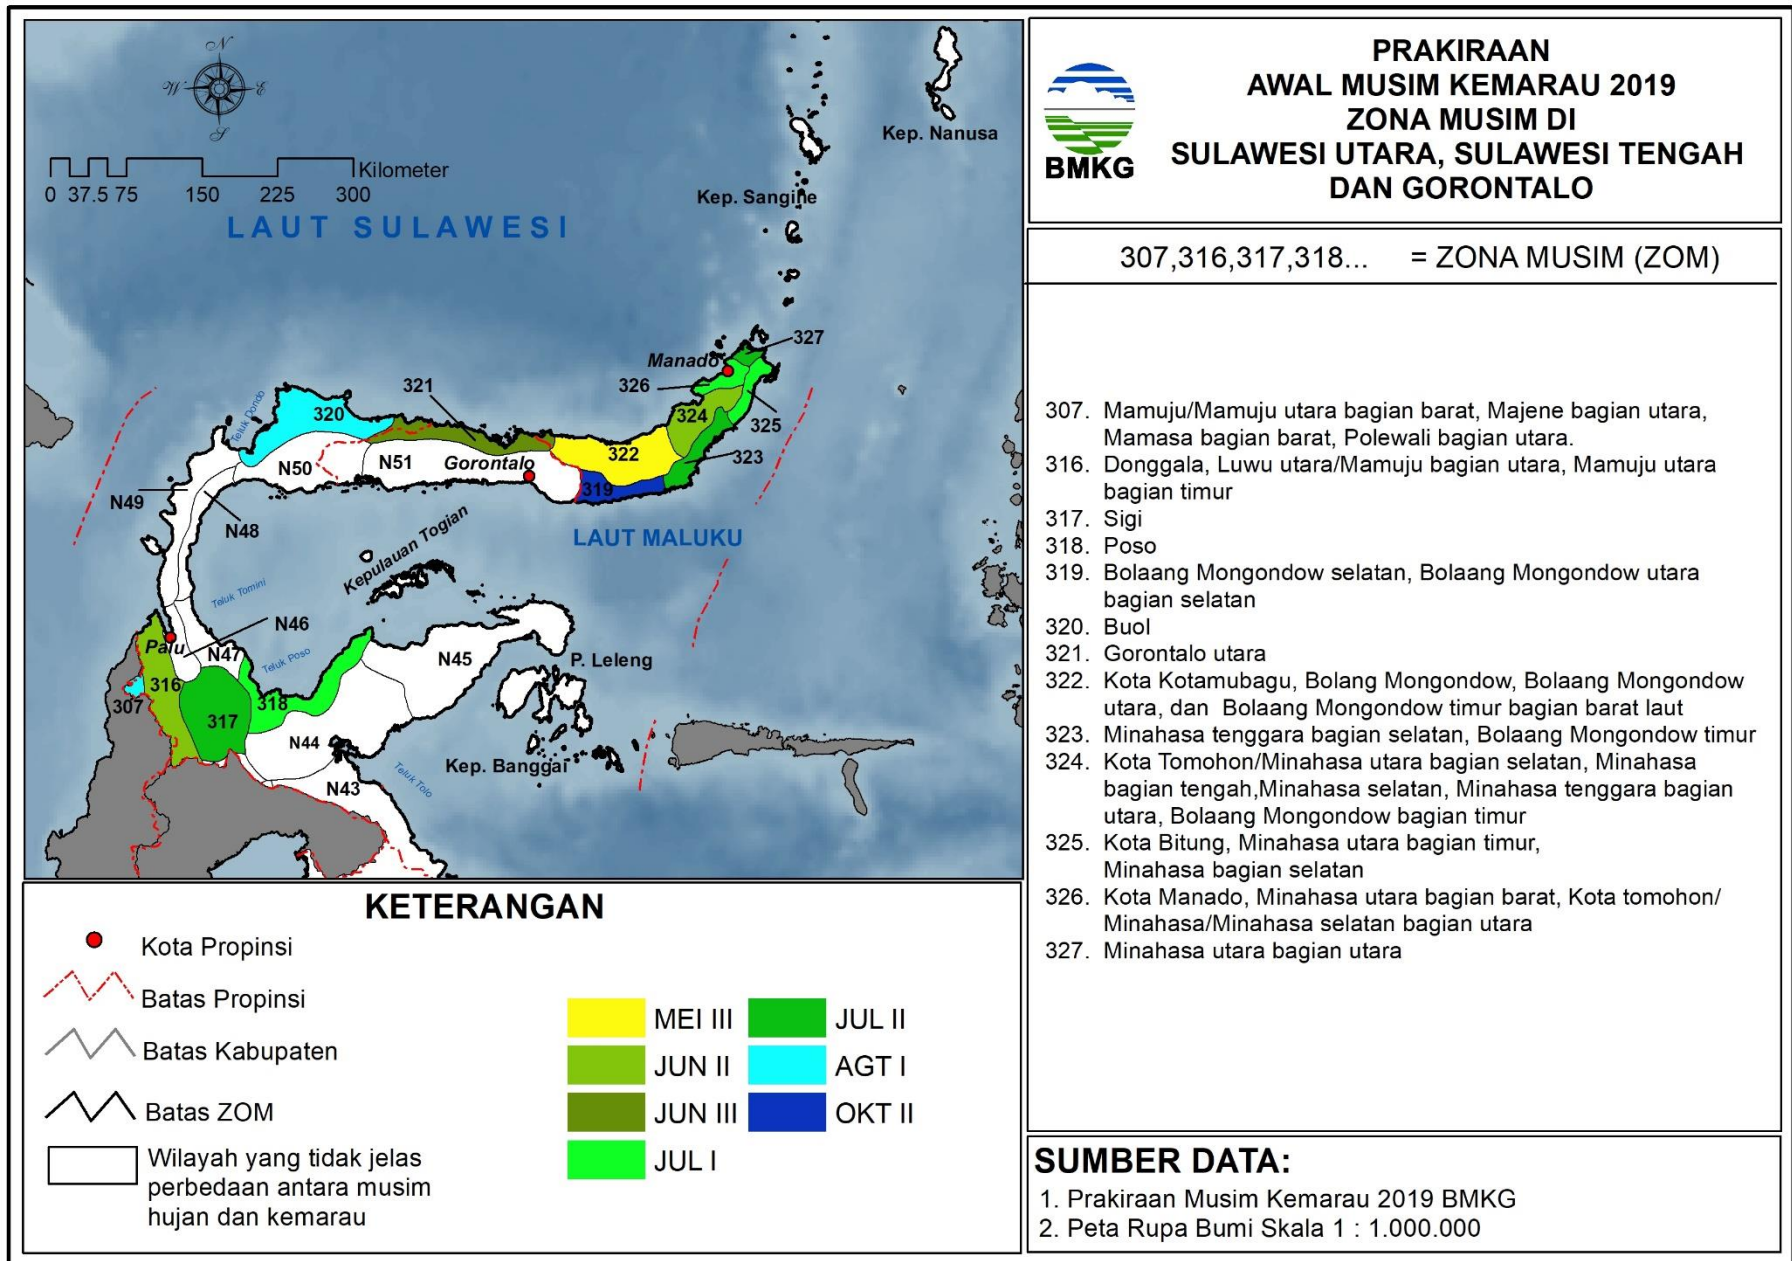 N
W
E
S
Kilometer
0 37.5 75 150 225 300
LAUT SULAWESI
Kep. Nanusa
Kep. Sangine
327
Manado
326
321
320
324
325
Teluk Dondo
322
323
N50
N51
Gorontalo
319
N49
N48
LAUT MALUKU
Kepulauan Togian
Teluk Tomini
N46
Palu
N47
Teluk Poso
N45
P. Leleng
316
307
318
317
N44
Kep. Banggai
Teluk Tolo
N43
BMKG
PRAKIRAAN
AWAL MUSIM KEMARAU 2019
ZONA MUSIM DI
SULAWESI UTARA, SULAWESI TENGAH
DAN GORONTALO
307,316,317,318... = ZONA MUSIM (ZOM)
307. Mamuju/Mamuju utara bagian barat, Majene bagian utara,
Mamasa bagian barat, Polewali bagian utara.
316. Donggala, Luwu utara/Mamuju bagian utara, Mamuju utara
bagian timur
317. Sigi
318. Poso
319. Bolaang Mongondow selatan, Bolaang Mongondow utara
bagian selatan
320. Buol
321. Gorontalo utara
322. Kota Kotamubagu, Bolang Mongondow, Bolaang Mongondow
utara, dan Bolaang Mongondow timur bagian barat laut
323. Minahasa tenggara bagian selatan, Bolaang Mongondow timur
324. Kota Tomohon/Minahasa utara bagian selatan, Minahasa
bagian tengah,Minahasa selatan, Minahasa tenggara bagian
utara, Bolaang Mongondow bagian timur
325. Kota Bitung, Minahasa utara bagian timur,
Minahasa bagian selatan
326. Kota Manado, Minahasa utara bagian barat, Kota tomohon/
Minahasa/Minahasa selatan bagian utara
327. Minahasa utara bagian utara
KETERANGAN
Kota Propinsi
Batas Propinsi
Batas Kabupaten
Batas ZOM
Wilayah yang tidak jelas
perbedaan antara musim
hujan dan kemarau
MEI III
JUN II
JUN III
JUL I
JUL II
AGT I
OKT II
SUMBER DATA:
1. Prakiraan Musim Kemarau 2019 BMKG
2. Peta Rupa Bumi Skala 1 : 1.000.000